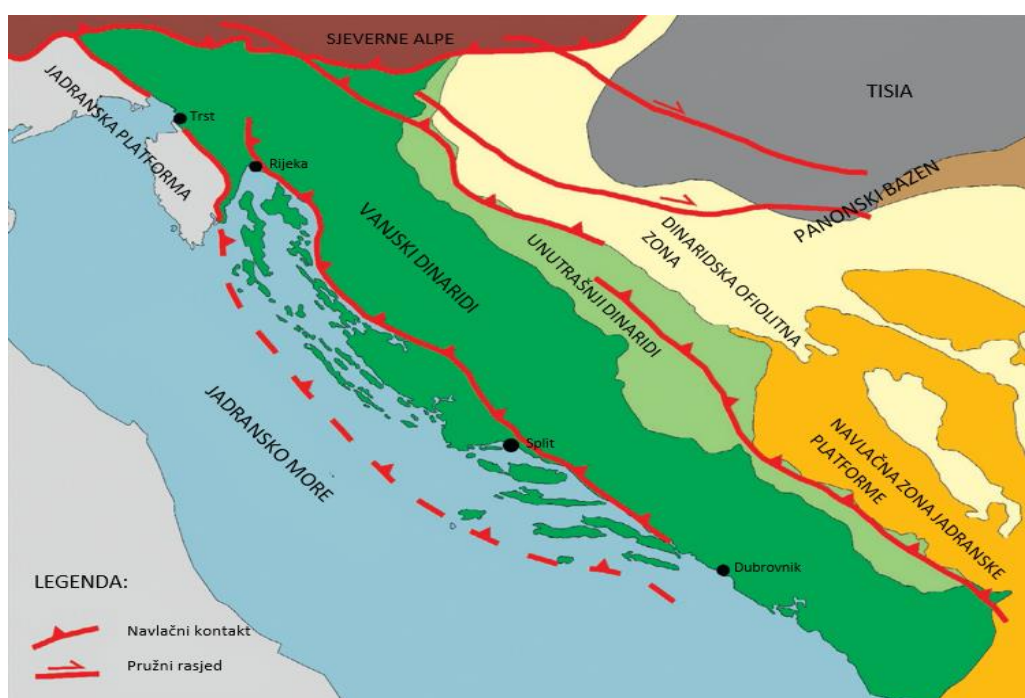 SJEVERNE ALPE
TISIA
JADRANSKA PLATFORMA
Trst
Rijeka
PANONSKI BAZEN
VANJSKI DINARIDI
UNUTRAŠNJI DINARIDI
DINARIDSKA OFIOLITNA
ZONA
JADRANSKO MORE
Split
NAVLAČNA ZONA JADRANSKE
PLATFORME
Dubrovnik
LEGENDA:
Navlačni kontakt
Pružni rasjed